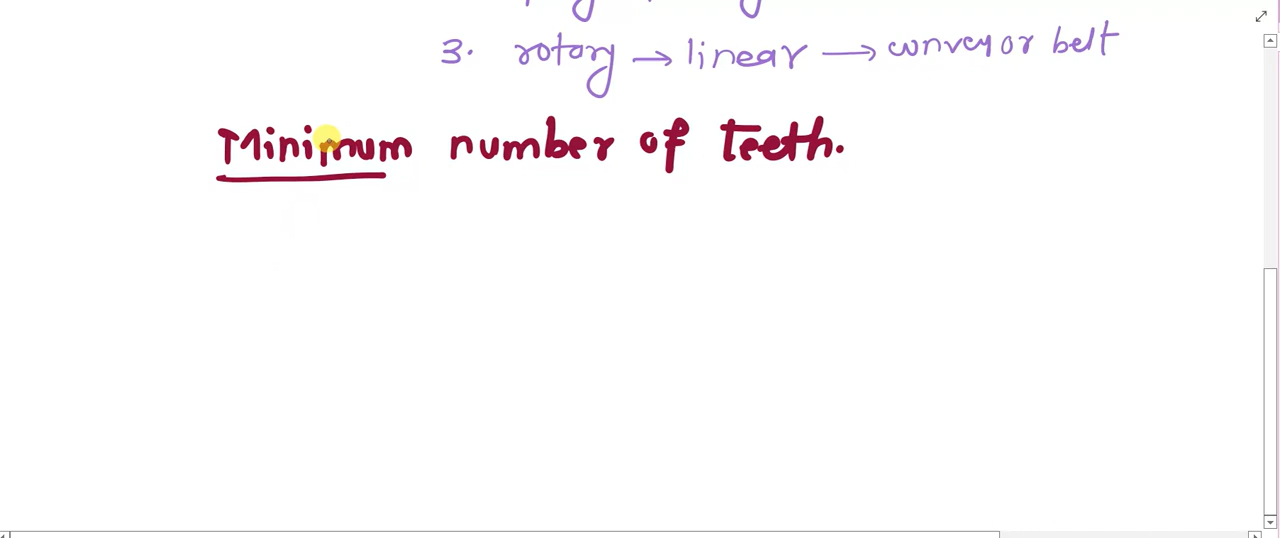 3. rotary → linear → conveyor belt
Minimum number of teeth.